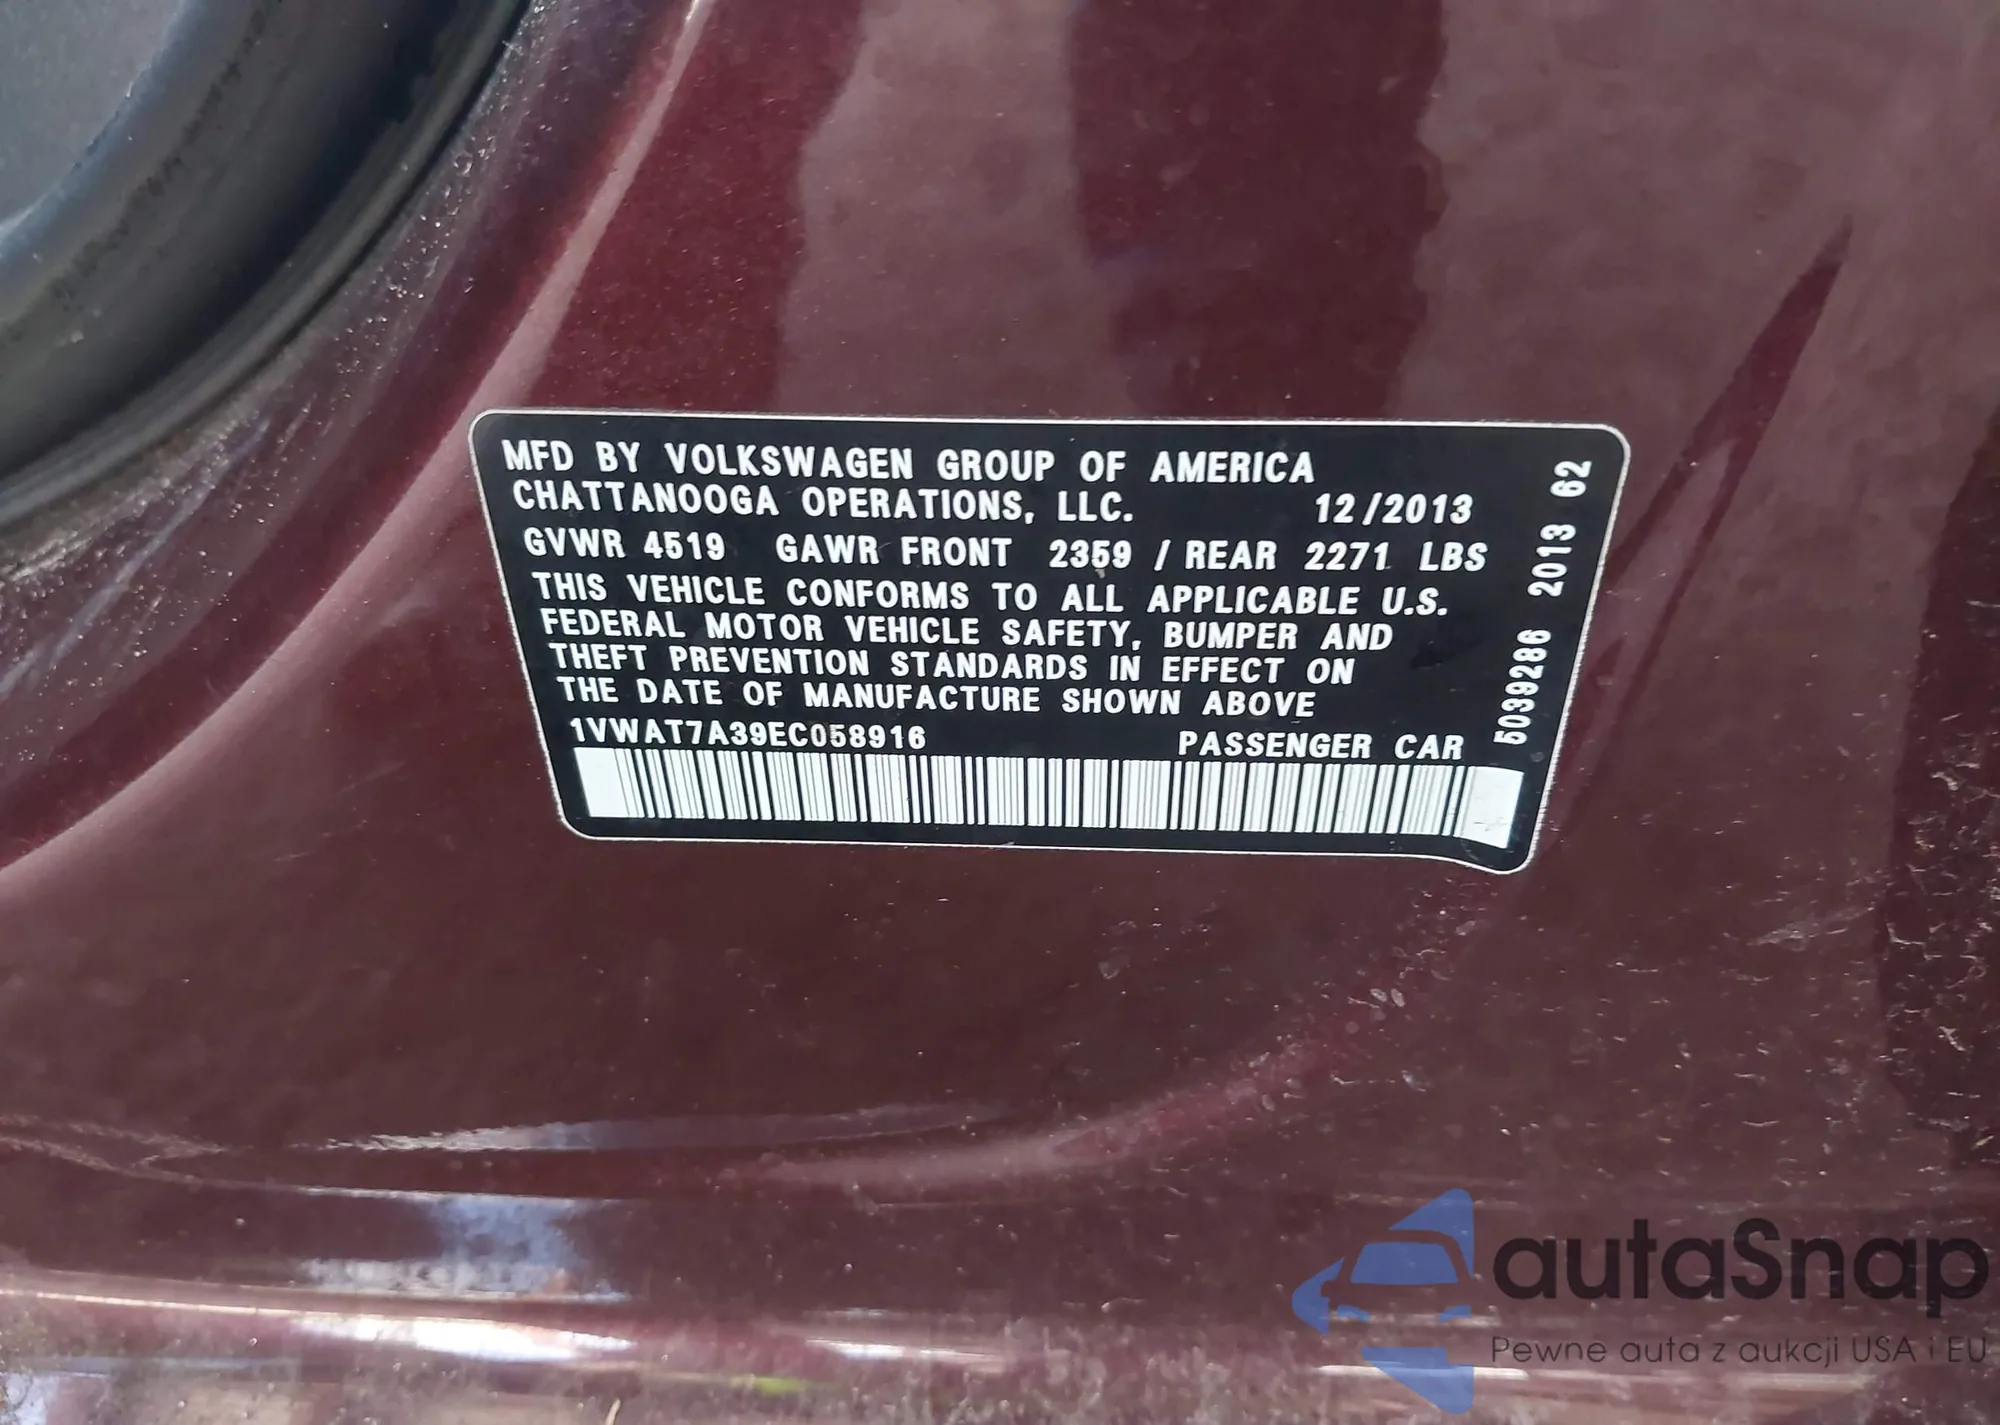 MFD BY VOLKSWAGEN GROUP OF AMERICA
CHATTANOOGA OPERATIONS, LLC. 12/2013
GVWR 4519 GAWR FRONT 2359 / REAR 2271 LBS
THIS VEHICLE CONFORMS TO ALL APPLICABLE U.S.
FEDERAL MOTOR VEHICLE SAFETY, BUMPER AND
THEFT PREVENTION STANDARDS IN EFFECT ON
THE DATE OF MANUFACTURE SHOWN ABOVE
1VWAT7A39EC058916 PASSENGER CAR
5039286 2013 62
autaSnap
Pewne auta z aukcji USA i EU